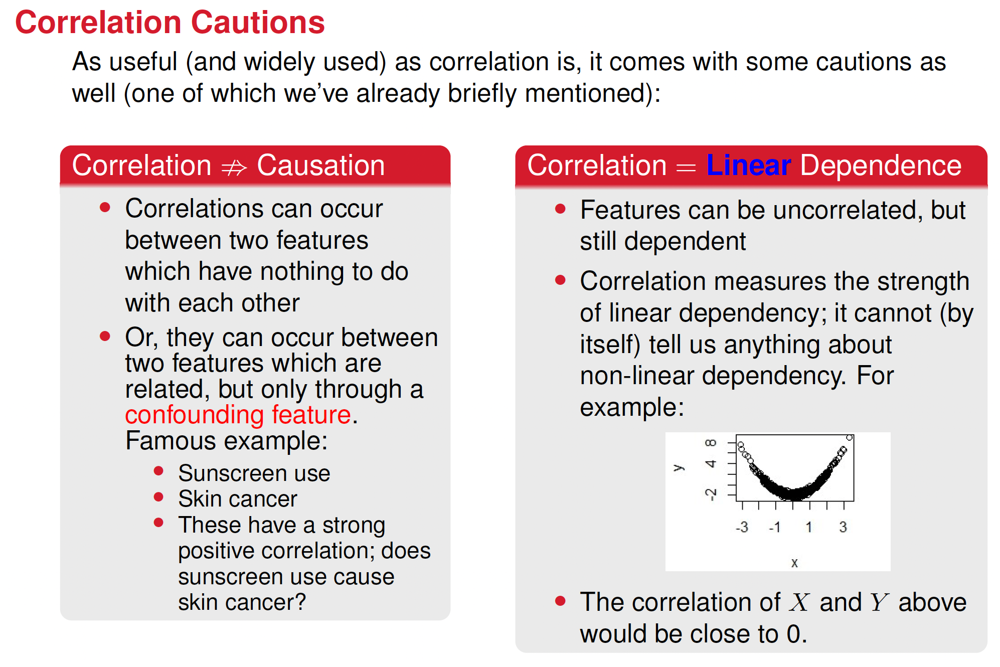 Correlation Cautions
As useful (and widely used) as correlation is, it comes with some cautions as
well (one of which we've already briefly mentioned):
Correlation ⇏ Causation
• Correlations can occur
between two features
which have nothing to do
with each other
• Or, they can occur between
two features which are
related, but only through a
confounding feature.
Famous example:
• Sunscreen use
• Skin cancer
• These have a strong
positive correlation; does
sunscreen use cause
skin cancer?
Correlation = Linear Dependence
• Features can be uncorrelated, but
still dependent
• Correlation measures the strength
of linear dependency; it cannot (by
itself) tell us anything about
non-linear dependency. For
example:
8
4
-2
y
-3 -1 1 3
x
• The correlation of X and Y above
would be close to 0.